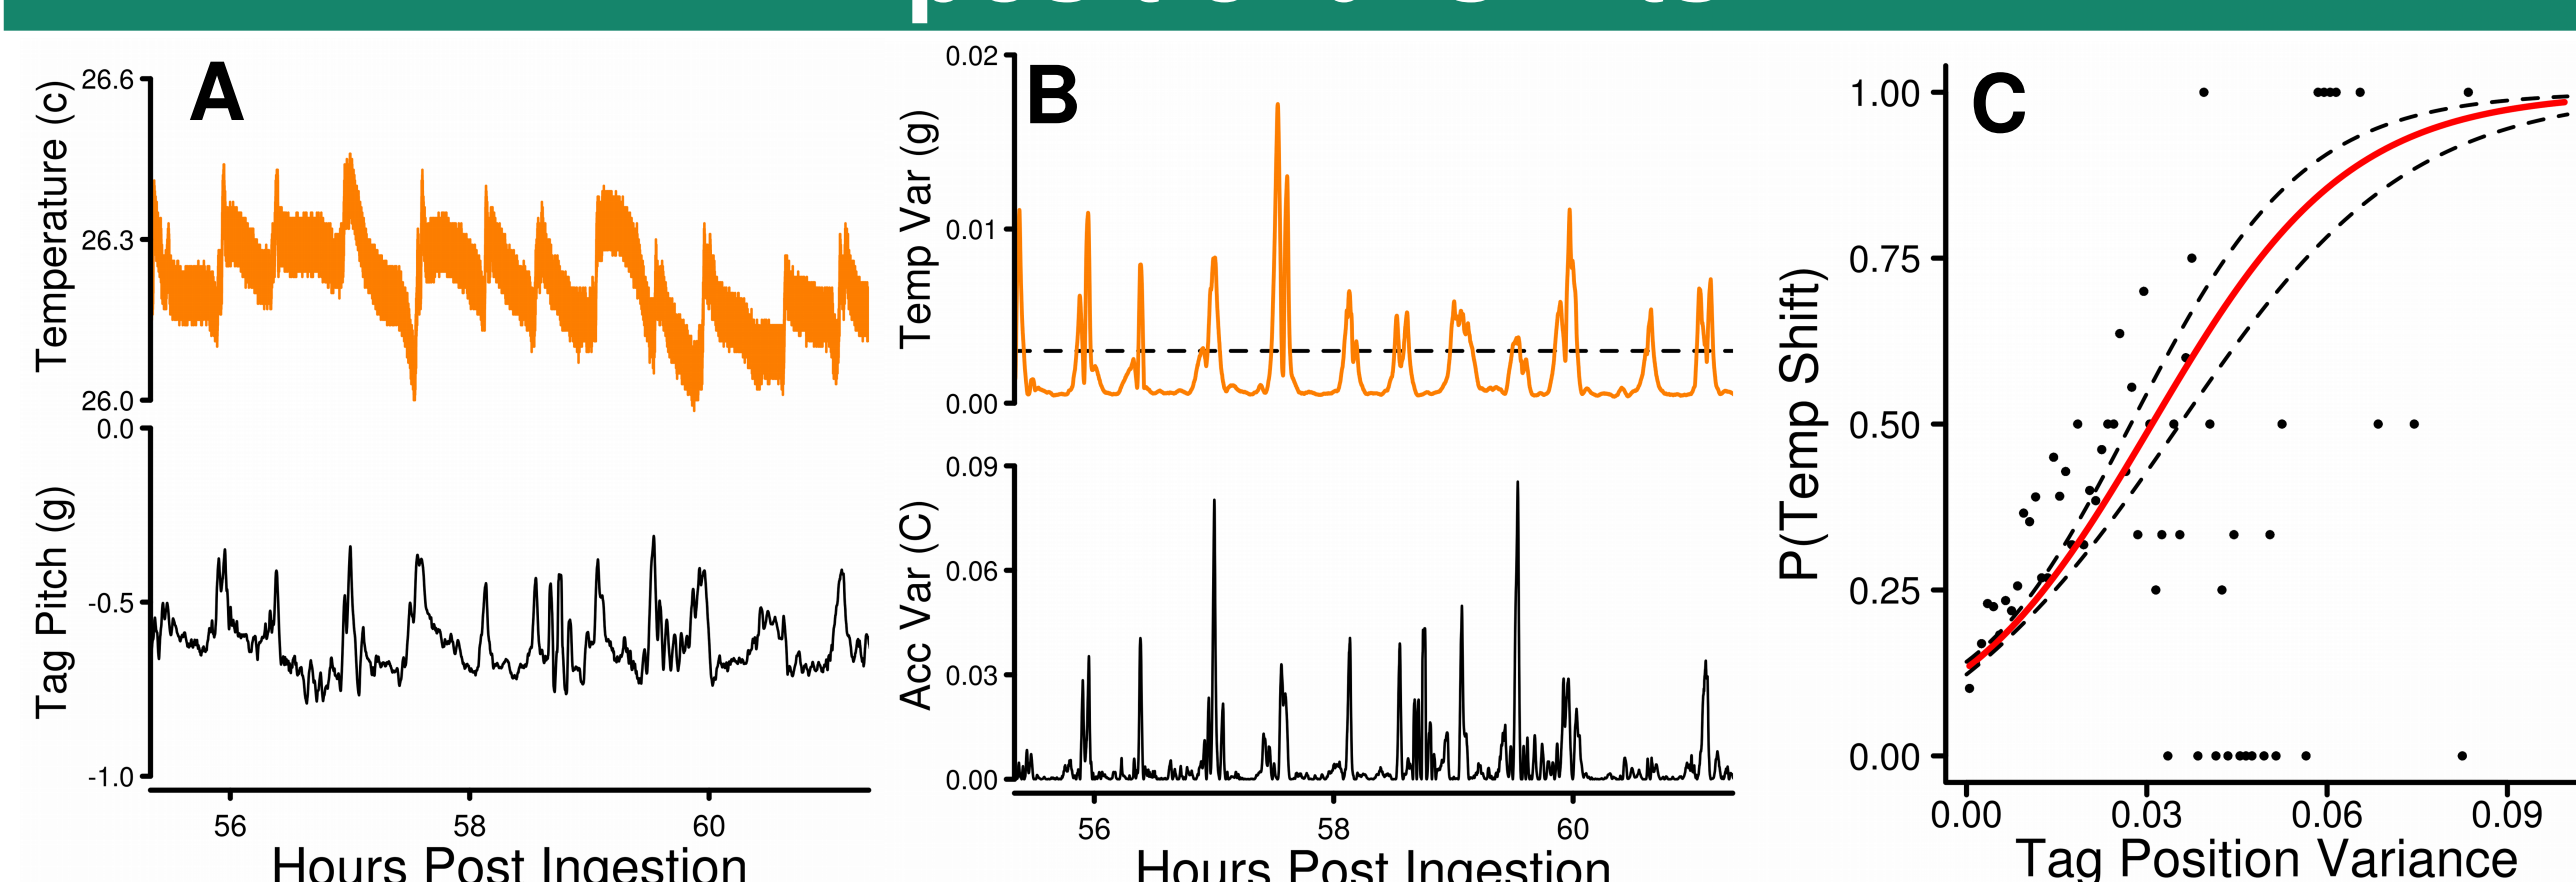 A
26.6
26.3
26.0
Temperature (c)
0.0
-0.5
-1.0
Tag Pitch (g)
56 58 60
Hours Post Ingestion
B
0.02
0.01
0.00
Temp Var (g)
0.09
0.06
0.03
0.00
Acc Var (C)
56 58 60
Hours Post Ingestion
C
1.00
0.75
0.50
0.25
0.00
P(Temp Shift)
0.00 0.03 0.06 0.09
Tag Position Variance